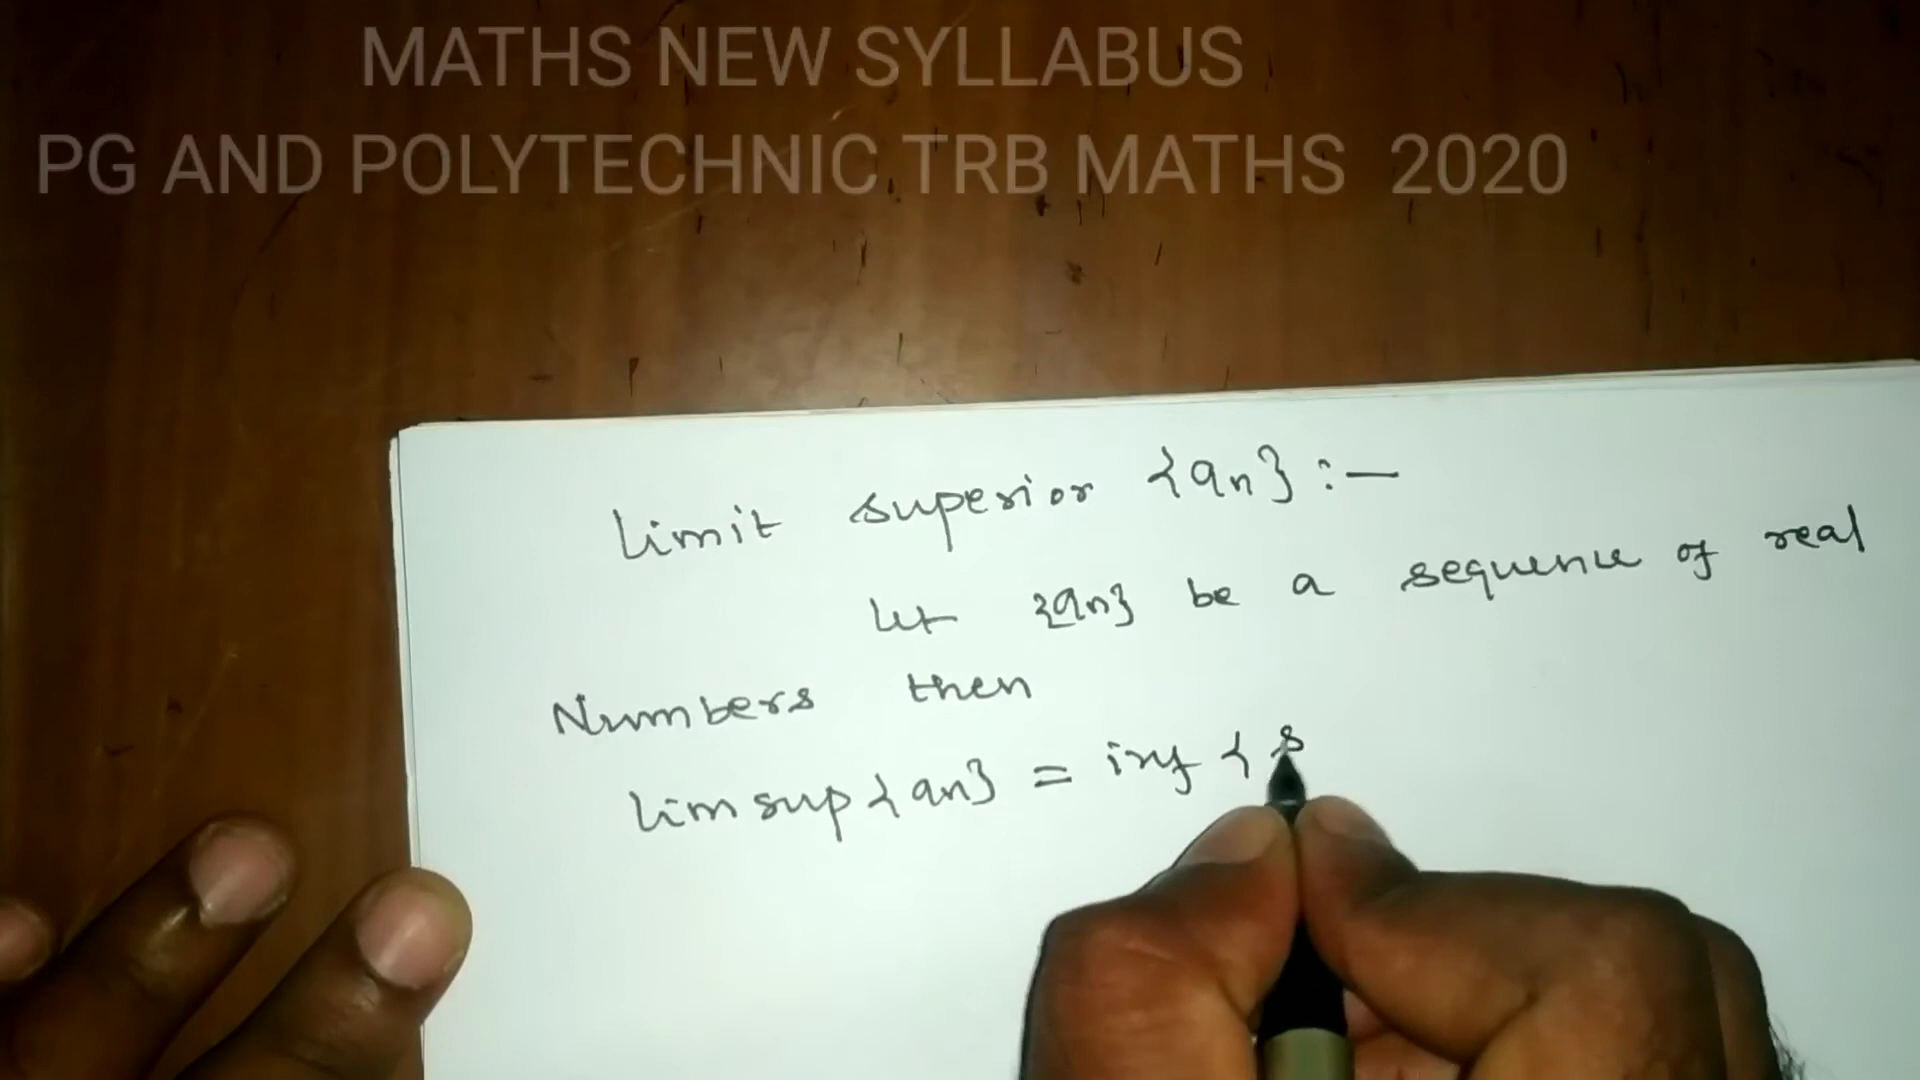 MATHS NEW SYLLABUS
PG AND POLYTECHNIC TRB MATHS 2020
Limit superior {an} :-
Let {an} be a sequence of real
Numbers then
lim sup {an} = inf { s